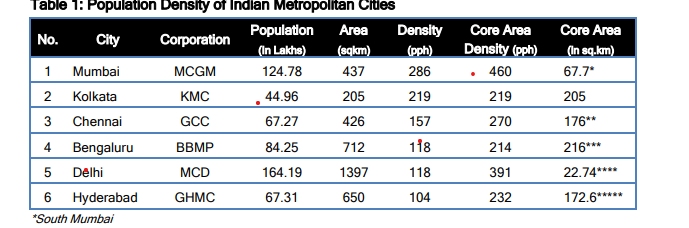 Table 1: Population Density of Indian Metropolitan Cities
No. City Corporation Population (In Lakhs) Area (sqkm) Density (pph) Core Area Density (pph) Core Area (In sq.km)
1 Mumbai MCGM 124.78 437 286 460 67.7*
2 Kolkata KMC 44.96 205 219 219 205
3 Chennai GCC 67.27 426 157 270 176**
4 Bengaluru BBMP 84.25 712 118 214 216***
5 Delhi MCD 164.19 1397 118 391 22.74****
6 Hyderabad GHMC 67.31 650 104 232 172.6*****
*South Mumbai